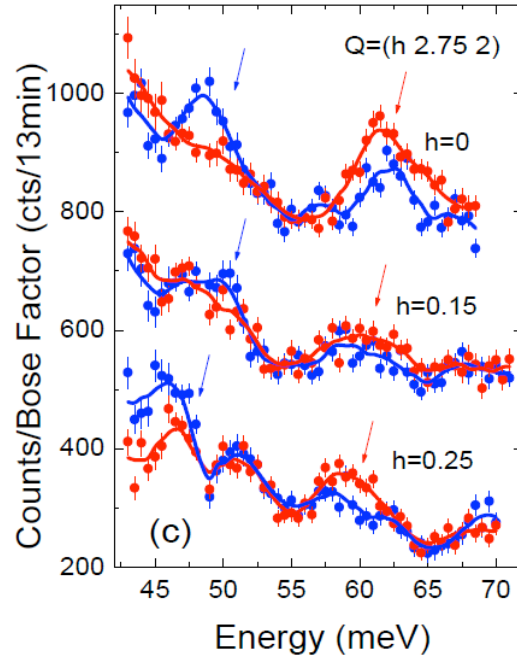 Q=(h 2.75 2)
1000
h=0
800
h=0.15
600
h=0.25
400
(c)
200
45 50 55 60 65 70
Energy (meV)
Counts/Bose Factor (cts/13min)